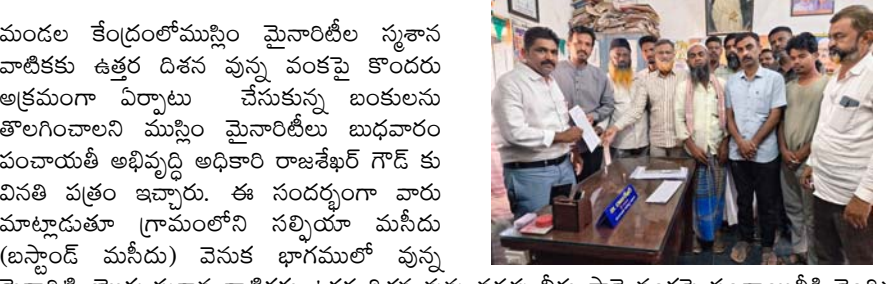 మండల కేంద్రంలోముస్లిం మైనారిటీల స్మశాన
వాటికకు ఉత్తర దిశన వున్న వంకపై కొందరు
అక్రమంగా ఏర్పాటు చేసుకున్న బంకులను
తొలగించాలని ముస్లిం మైనారిటీలు బుధవారం
పంచాయతీ అభివృద్ధి అధికారి రాజశేఖర్ గౌడ్ కు
వినతి పత్రం ఇచ్చారు. ఈ సందర్భంగా వారు
మాట్లాడుతూ గ్రామంలోని సల్ఫియా మసీదు
(బస్టాండ్ మసీదు) వెనుక భాగములో వున్న